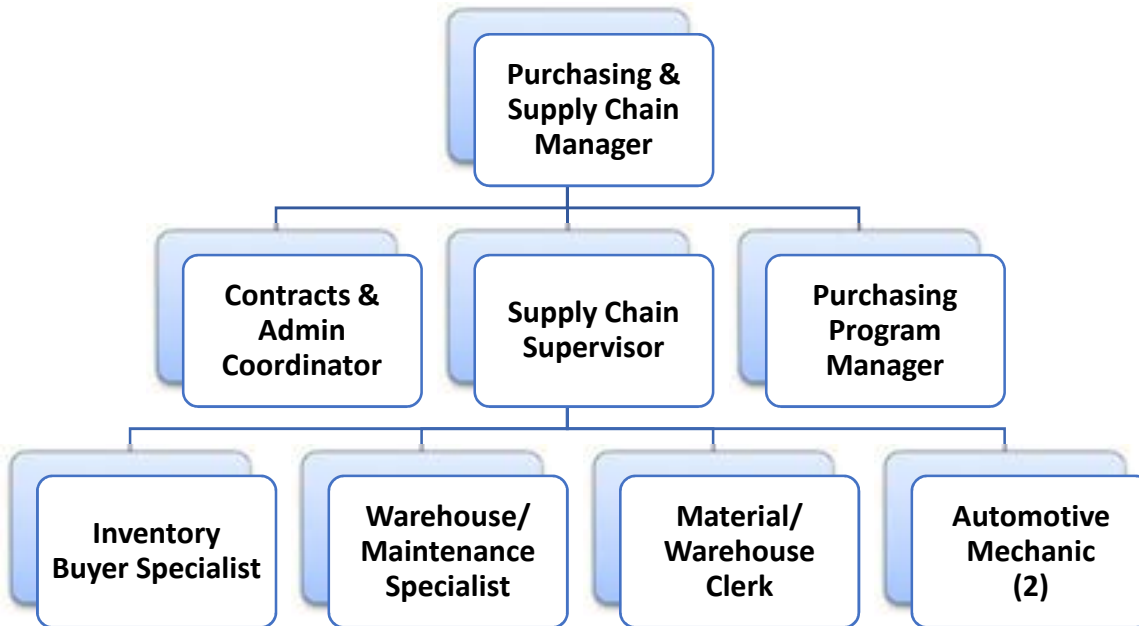 Purchasing &
Supply Chain
Manager
Contracts &
Admin
Coordinator
Supply Chain
Supervisor
Purchasing
Program
Manager
Inventory
Buyer Specialist
Warehouse/
Maintenance
Specialist
Material/
Warehouse
Clerk
Automotive
Mechanic
(2)